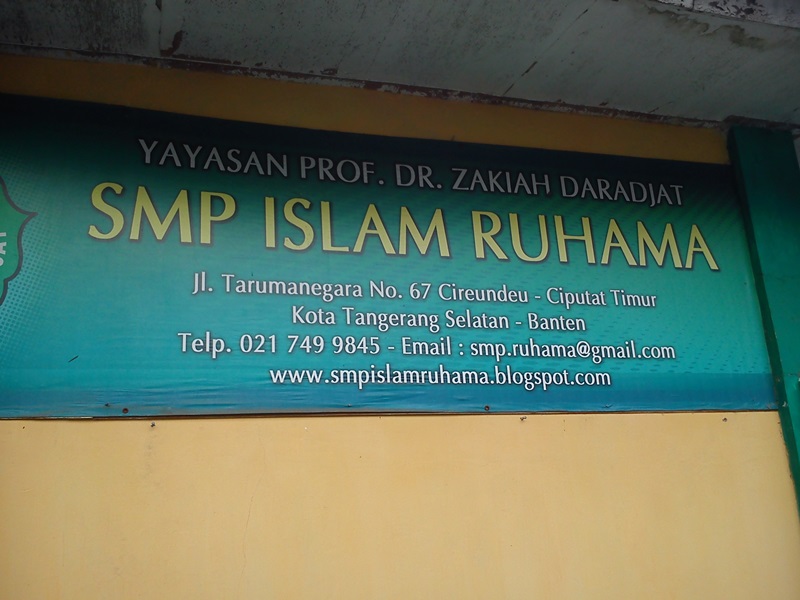 YAYASAN PROF. DR. ZAKIAH DARADJAT
SMP ISLAM RUHAMA
Jl. Tarumanegara No. 67 Cireundeu - Ciputat Timur
Kota Tangerang Selatan - Banten
Telp. 021 749 9845 - Email : smp.ruhama@gmail.com
www.smpislamruhama.blogspot.com